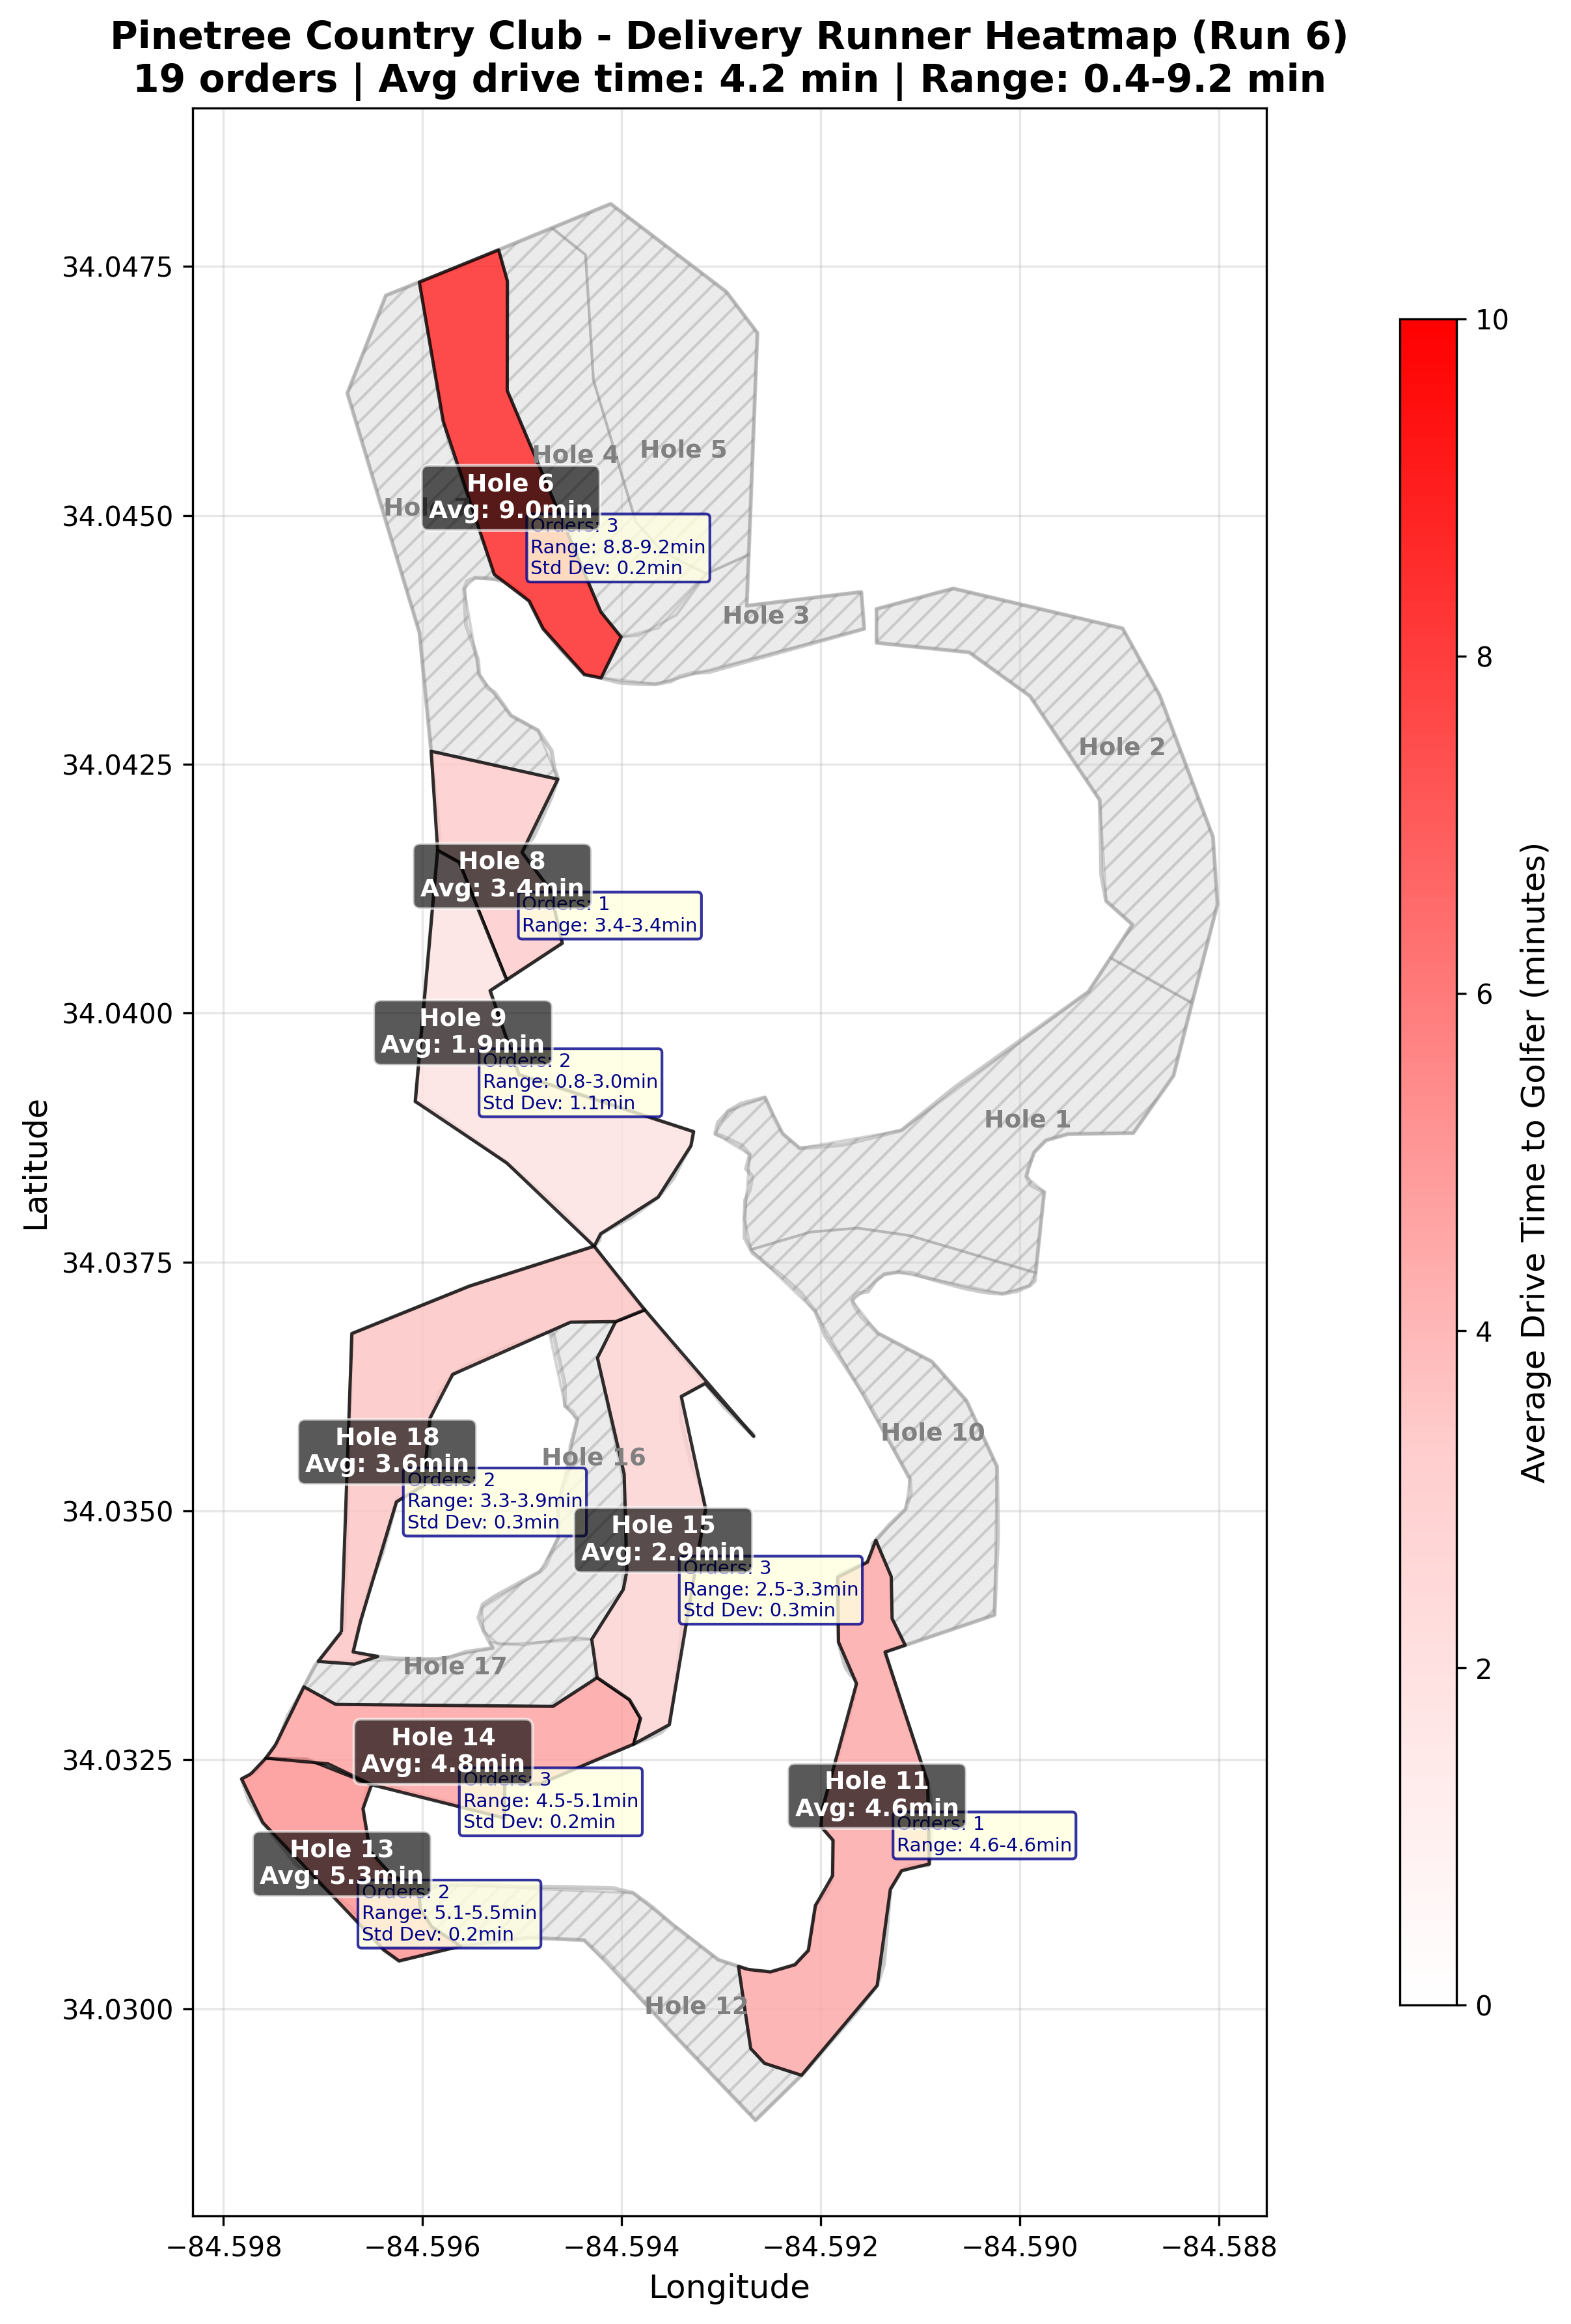 Pinetree Country Club - Delivery Runner Heatmap (Run 6)
19 orders | Avg drive time: 4.2 min | Range: 0.4-9.2 min
Latitude
34.0475
34.0450
34.0425
34.0400
34.0375
34.0350
34.0325
34.0300
Hole 4
Hole 5
Hole 6
Avg: 9.0min
Orders: 3
Range: 8.8-9.2min
Std Dev: 0.2min
Hole 3
Hole 2
Hole 8
Avg: 3.4min
Orders: 1
Range: 3.4-3.4min
Hole 9
Avg: 1.9min
Orders: 2
Range: 0.8-3.0min
Std Dev: 1.1min
Hole 1
Hole 10
Hole 18
Avg: 3.6min
Orders: 2
Range: 3.3-3.9min
Std Dev: 0.3min
Hole 16
Hole 15
Avg: 2.9min
Orders: 3
Range: 2.5-3.3min
Std Dev: 0.3min
Hole 17
Hole 14
Avg: 4.8min
Orders: 3
Range: 4.5-5.1min
Std Dev: 0.2min
Hole 11
Avg: 4.6min
Orders: 1
Range: 4.6-4.6min
Hole 13
Avg: 5.3min
Orders: 2
Range: 5.1-5.5min
Std Dev: 0.2min
Hole 12
−84.598
−84.596
−84.594
−84.592
−84.590
−84.588
Longitude
10
8
6
4
2
0
Average Drive Time to Golfer (minutes)